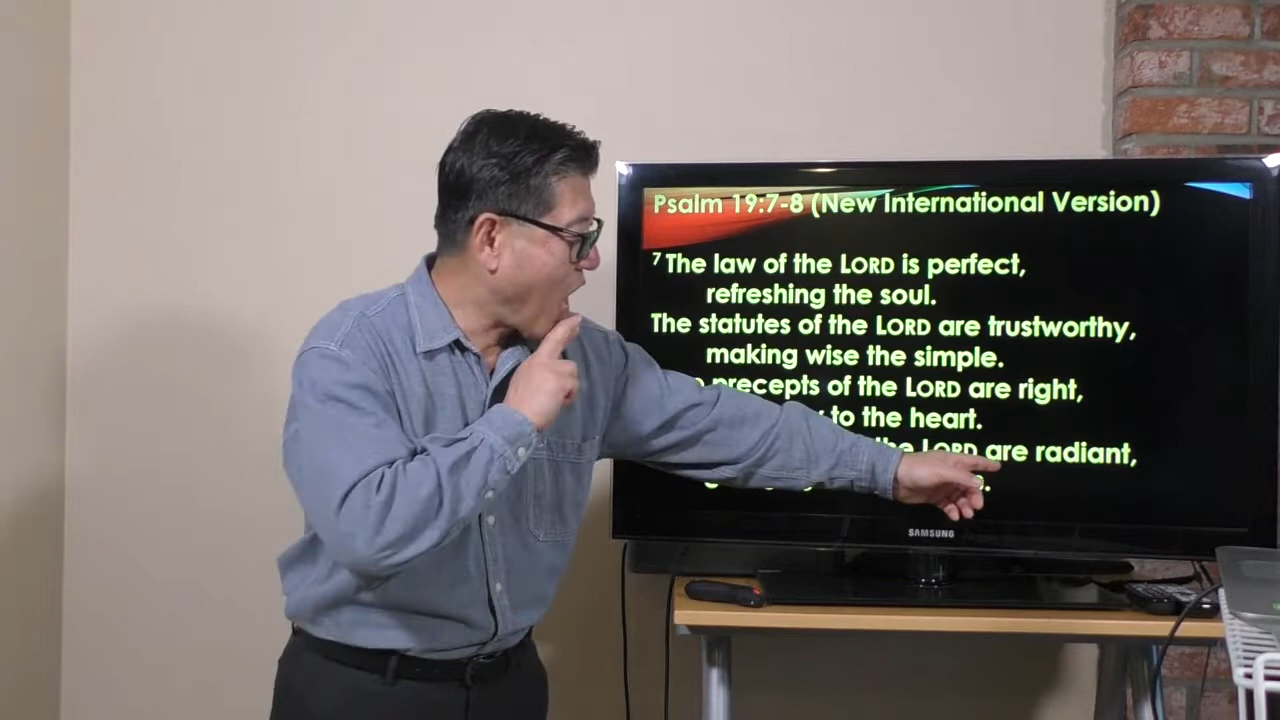 Psalm 19:7-8 (New International Version)
7 The law of the LORD is perfect,
refreshing the soul.
The statutes of the LORD are trustworthy,
making wise the simple.
precepts of the LORD are right,
to the heart.
the LORD are radiant,
SAMSUNG